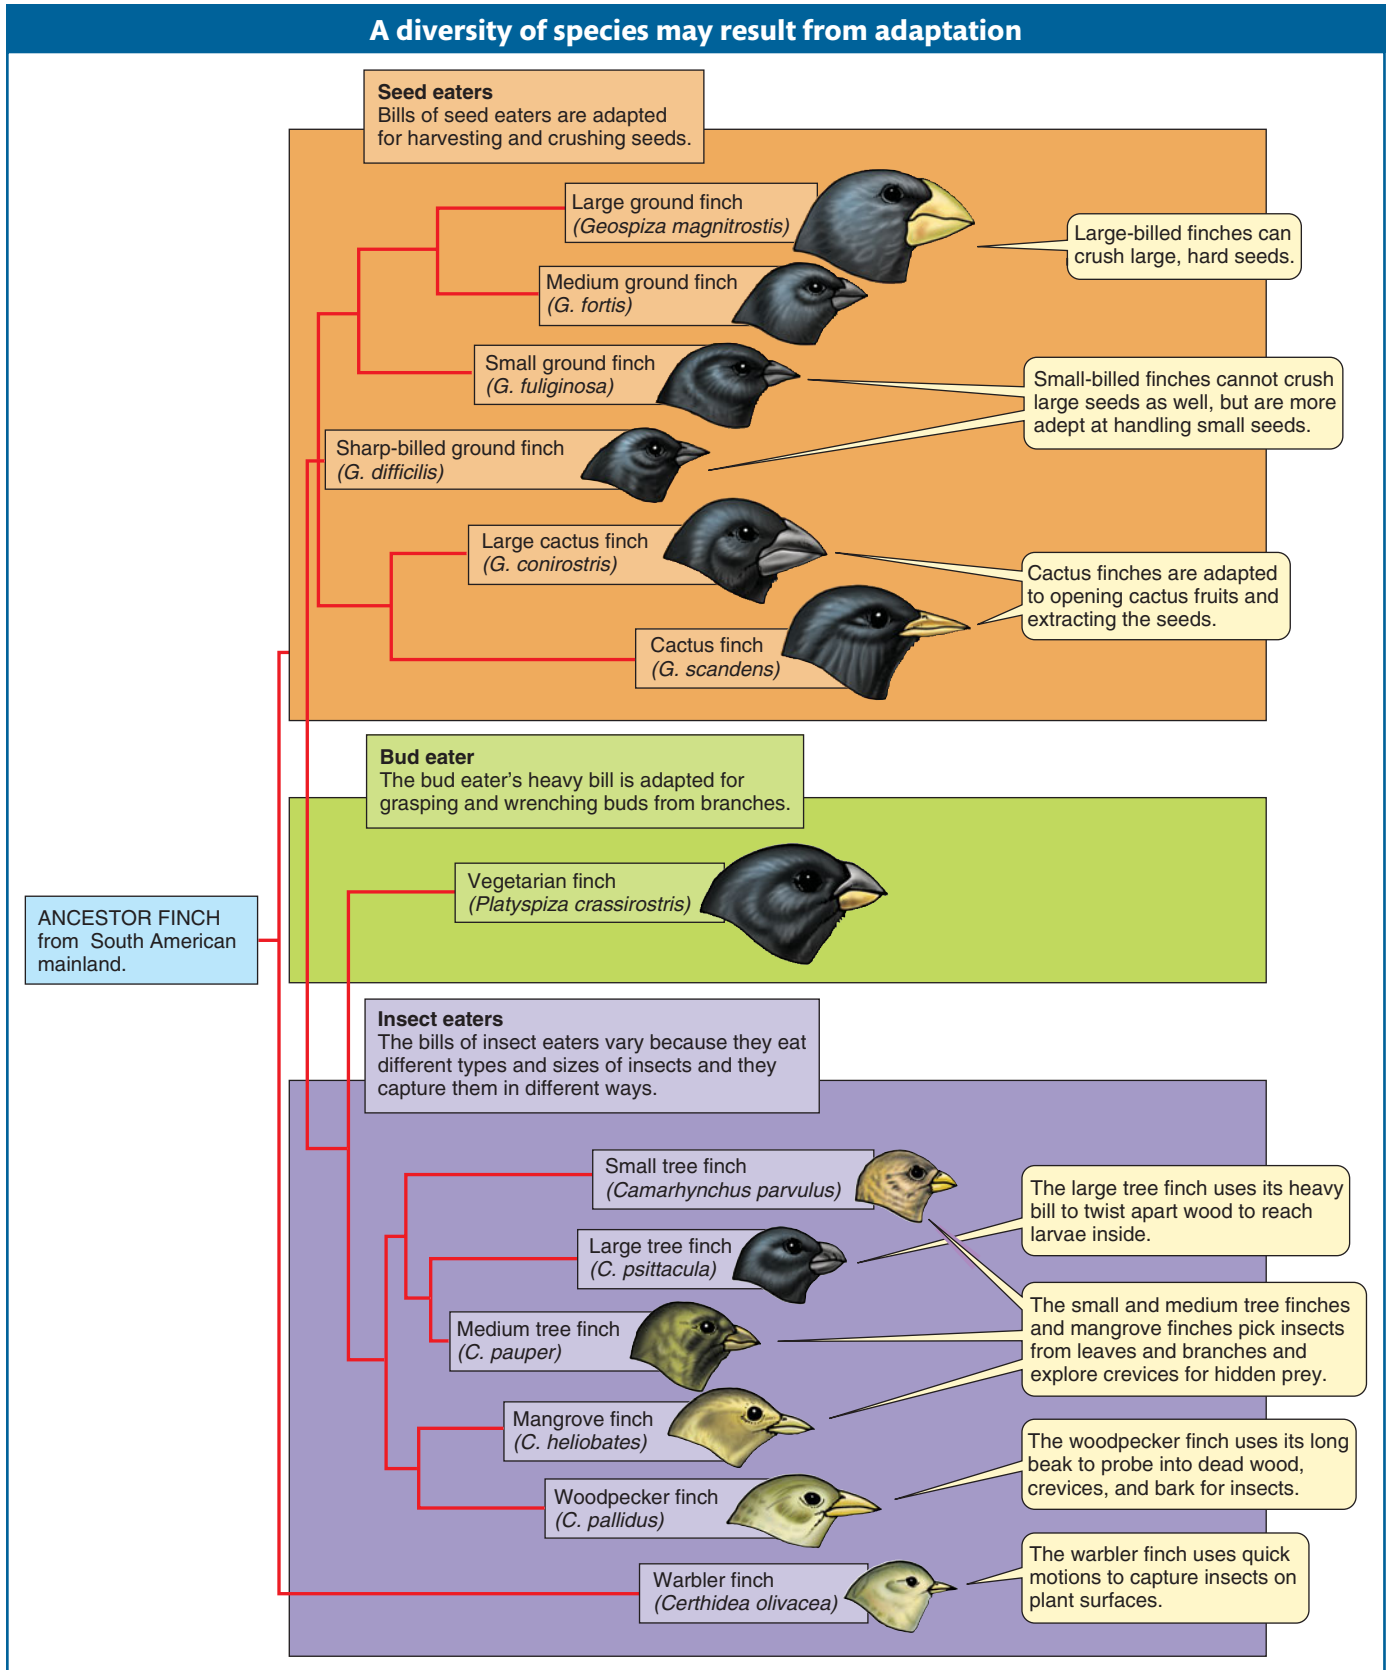 A diversity of species may result from adaptation
Seed eaters
Bills of seed eaters are adapted
for harvesting and crushing seeds.
Large ground finch
(Geospiza magnitrostis)
Large-billed finches can
crush large, hard seeds.
Medium ground finch
(G. fortis)
Small ground finch
(G. fuliginosa)
Small-billed finches cannot crush
large seeds as well, but are more
adept at handling small seeds.
Sharp-billed ground finch
(G. difficilis)
Large cactus finch
(G. conirostris)
Cactus finches are adapted
to opening cactus fruits and
extracting the seeds.
Cactus finch
(G. scandens)
Bud eater
The bud eater’s heavy bill is adapted for
grasping and wrenching buds from branches.
Vegetarian finch
(Platyspiza crassirostris)
ANCESTOR FINCH
from South American
mainland.
Insect eaters
The bills of insect eaters vary because they eat
different types and sizes of insects and they
capture them in different ways.
Small tree finch
(Camarhynchus parvulus)
The large tree finch uses its heavy
bill to twist apart wood to reach
larvae inside.
Large tree finch
(C. psittacula)
Medium tree finch
(C. pauper)
The small and medium tree finches
and mangrove finches pick insects
from leaves and branches and
explore crevices for hidden prey.
Mangrove finch
(C. heliobates)
The woodpecker finch uses its long
beak to probe into dead wood,
crevices, and bark for insects.
Woodpecker finch
(C. pallidus)
The warbler finch uses quick
motions to capture insects on
plant surfaces.
Warbler finch
(Certhidea olivacea)